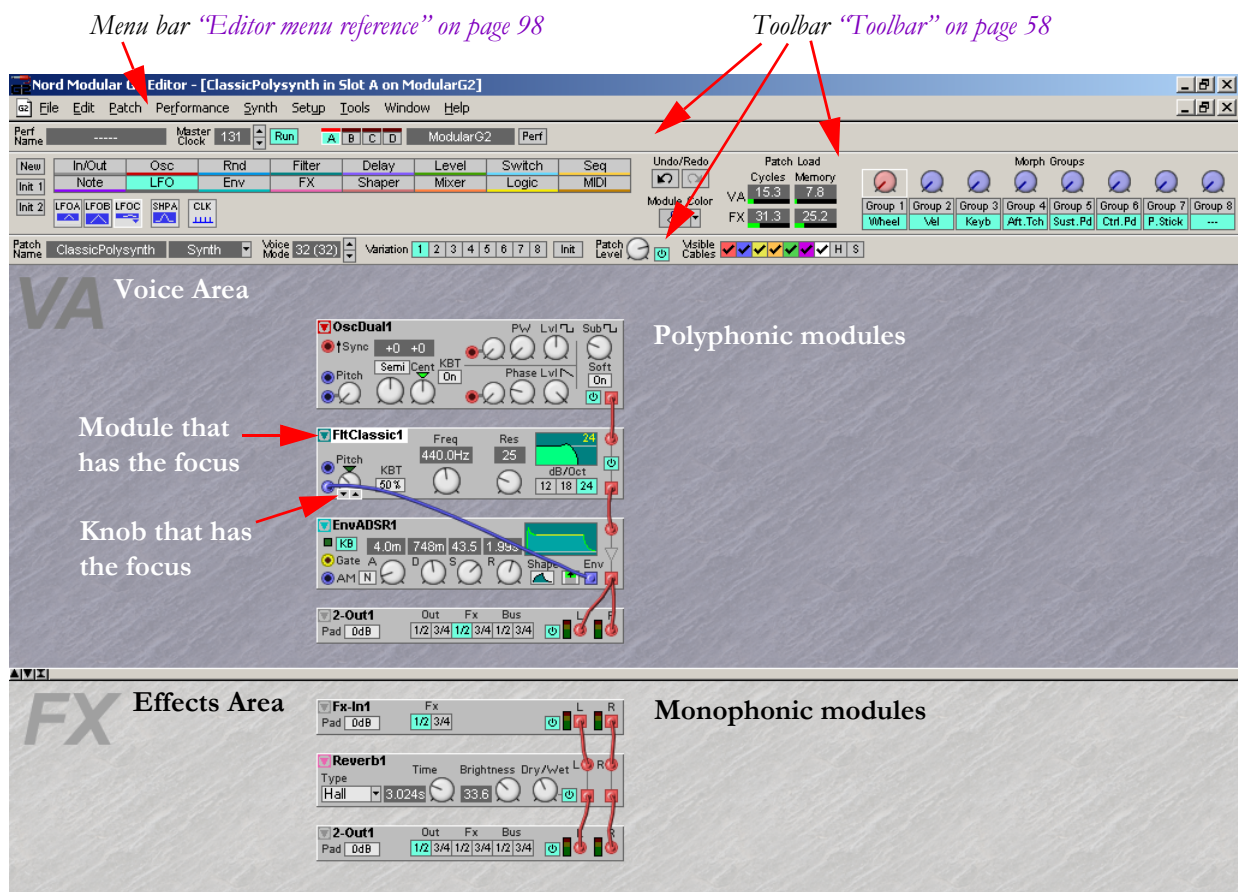 Menu bar “Editor menu reference” on page 98
Toolbar “Toolbar” on page 58
Nord Modular G2 Editor - [ClassicPolysynth in Slot A on ModularG2]
File Edit Patch Performance Synth Setup Tools Window Help
Perf Name ----- Master Clock 131 Run A B C D ModularG2 Perf
New In/Out Osc Rnd Filter Delay Level Switch Seq
Init 1 Note LFO Env FX Shaper Mixer Logic MIDI
Init 2 LFOA LFOB LFOC SHPA CLK
Undo/Redo
Module Color
Patch Load
Cycles Memory
VA 15.3 7.8
FX 31.3 25.2
Morph Groups
Group 1 Group 2 Group 3 Group 4 Group 5 Group 6 Group 7 Group 8
Wheel Vel Keyb Aft.Tch Sust.Pd Ctrl.Pd P.Stick ---
Patch Name ClassicPolysynth Synth Voice Mode 32 (32) Variation 1 2 3 4 5 6 7 8 Init Patch Level Visible Cables H S
VA Voice Area
Polyphonic modules
OscDual1 PW Lvl Sub
Sync +0 +0
Semi Cent KBT On
Pitch Phase Lvl Soft On
Module that has the focus
FltClassic1 Freq Res 24
Pitch 440.0Hz 25
KBT 50% dB/Oct
12 18 24
Knob that has the focus
EnvADSR1
KB 4.0m 748m 43.5 1.99s
Gate A D S R Shape Env
AM N
2-Out1 Out Fx Bus L
Pad 0dB 1/2 3/4 1/2 3/4 1/2 3/4
FX Effects Area
Monophonic modules
Fx-In1 Fx L R
Pad 0dB 1/2 3/4
Reverb1 Time Brightness Dry/Wet L R
Type
Hall 3.024s 33.6
2-Out1 Out Fx Bus L R
Pad 0dB 1/2 3/4 1/2 3/4 1/2 3/4